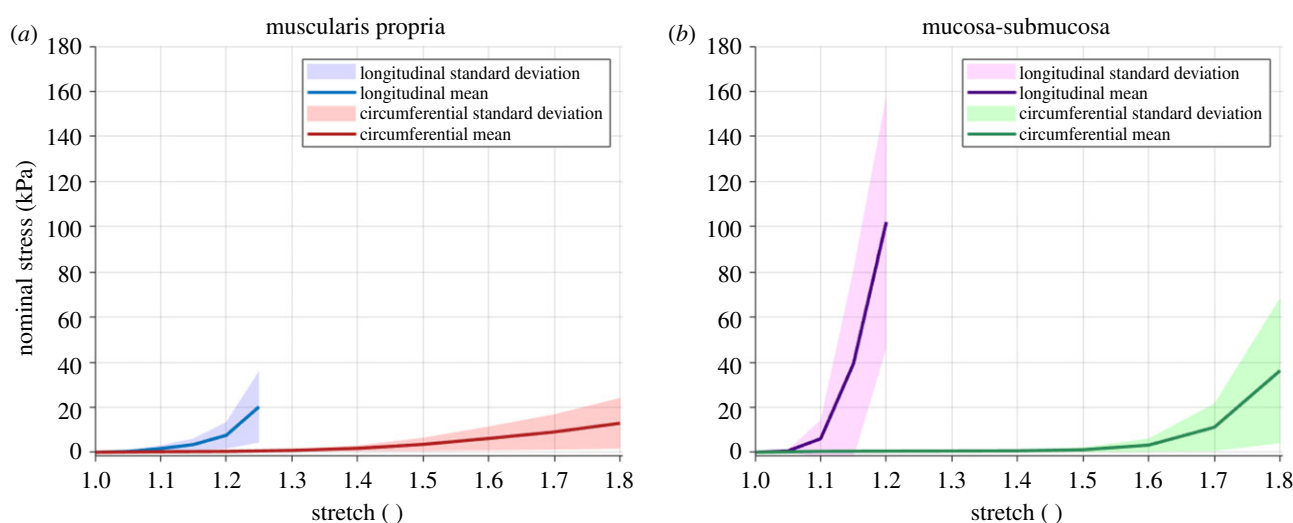 (a) muscularis propria
180
160
140
120
100
80
60
40
20
0
nominal stress (kPa)
longitudinal standard deviation
longitudinal mean
circumferential standard deviation
circumferential mean
1.0 1.1 1.2 1.3 1.4 1.5 1.6 1.7 1.8
stretch ( )
(b) mucosa-submucosa
180
160
140
120
100
80
60
40
20
0
longitudinal standard deviation
longitudinal mean
circumferential standard deviation
circumferential mean
1.0 1.1 1.2 1.3 1.4 1.5 1.6 1.7 1.8
stretch ( )